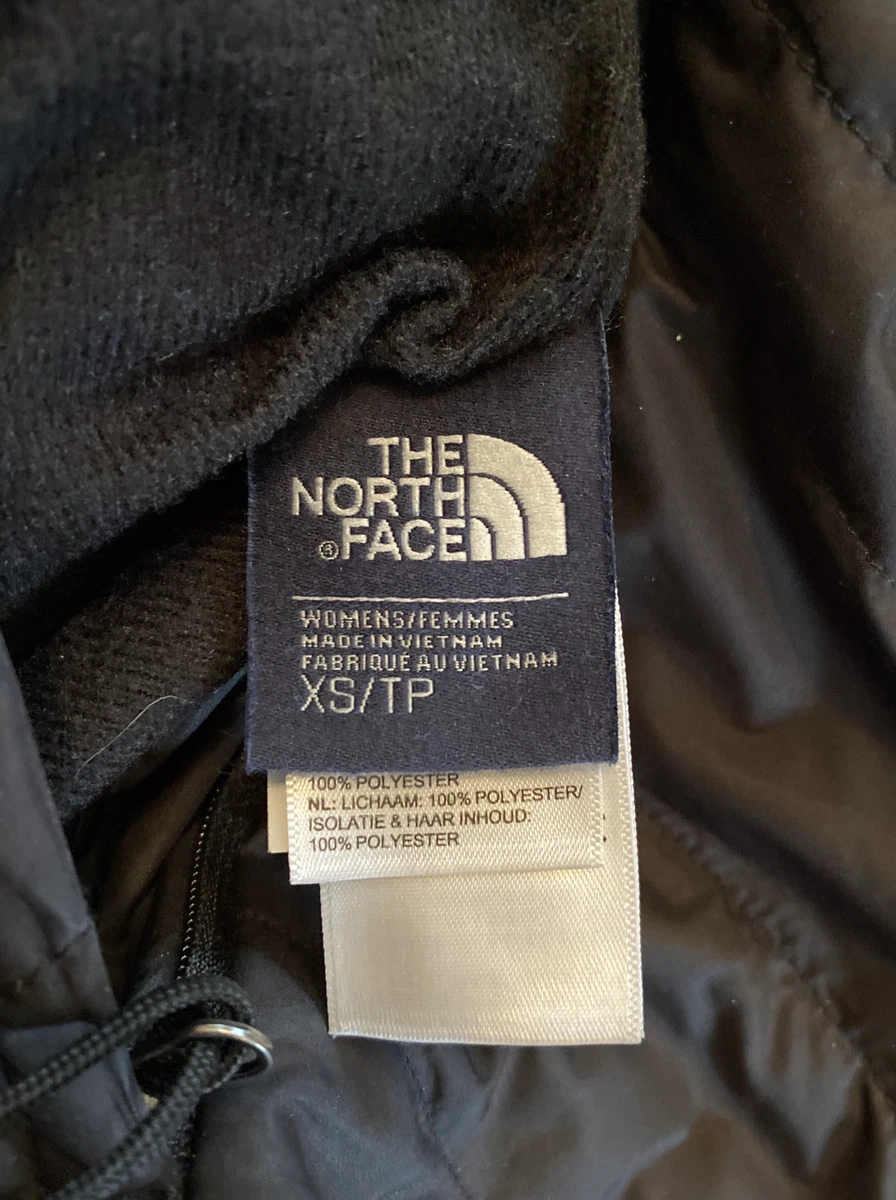 THE
NORTH
®FACE
WOMENS/FEMMES
MADE IN VIETNAM
FABRIQUÉ AU VIETNAM
XS/TP
100% POLYESTER
NL: LICHAAM: 100% POLYESTER/
ISOLATIE & HAAR INHOUD:
100% POLYESTER